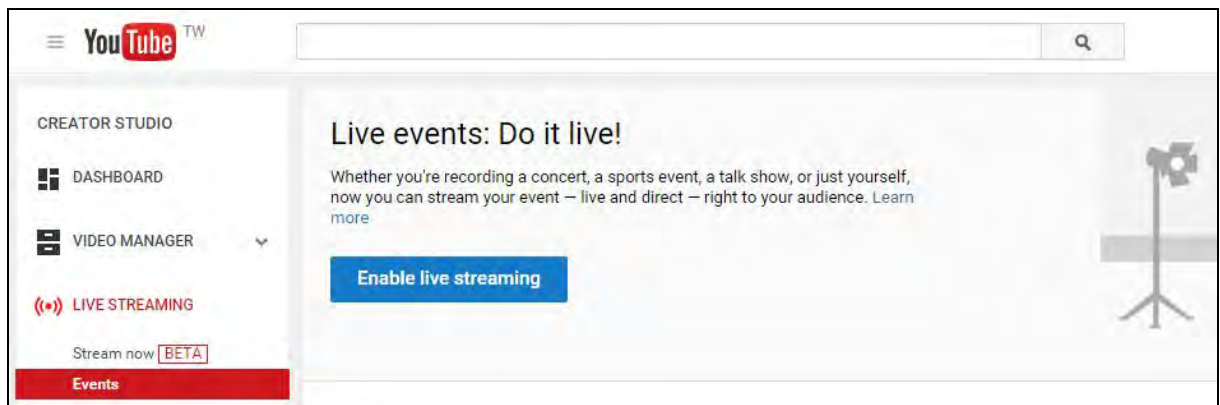 YouTube TW
CREATOR STUDIO
DASHBOARD
VIDEO MANAGER
LIVE STREAMING
Stream now BETA
Events
Live events: Do it live!
Whether you're recording a concert, a sports event, a talk show, or just yourself,
now you can stream your event — live and direct — right to your audience. Learn
more
Enable live streaming